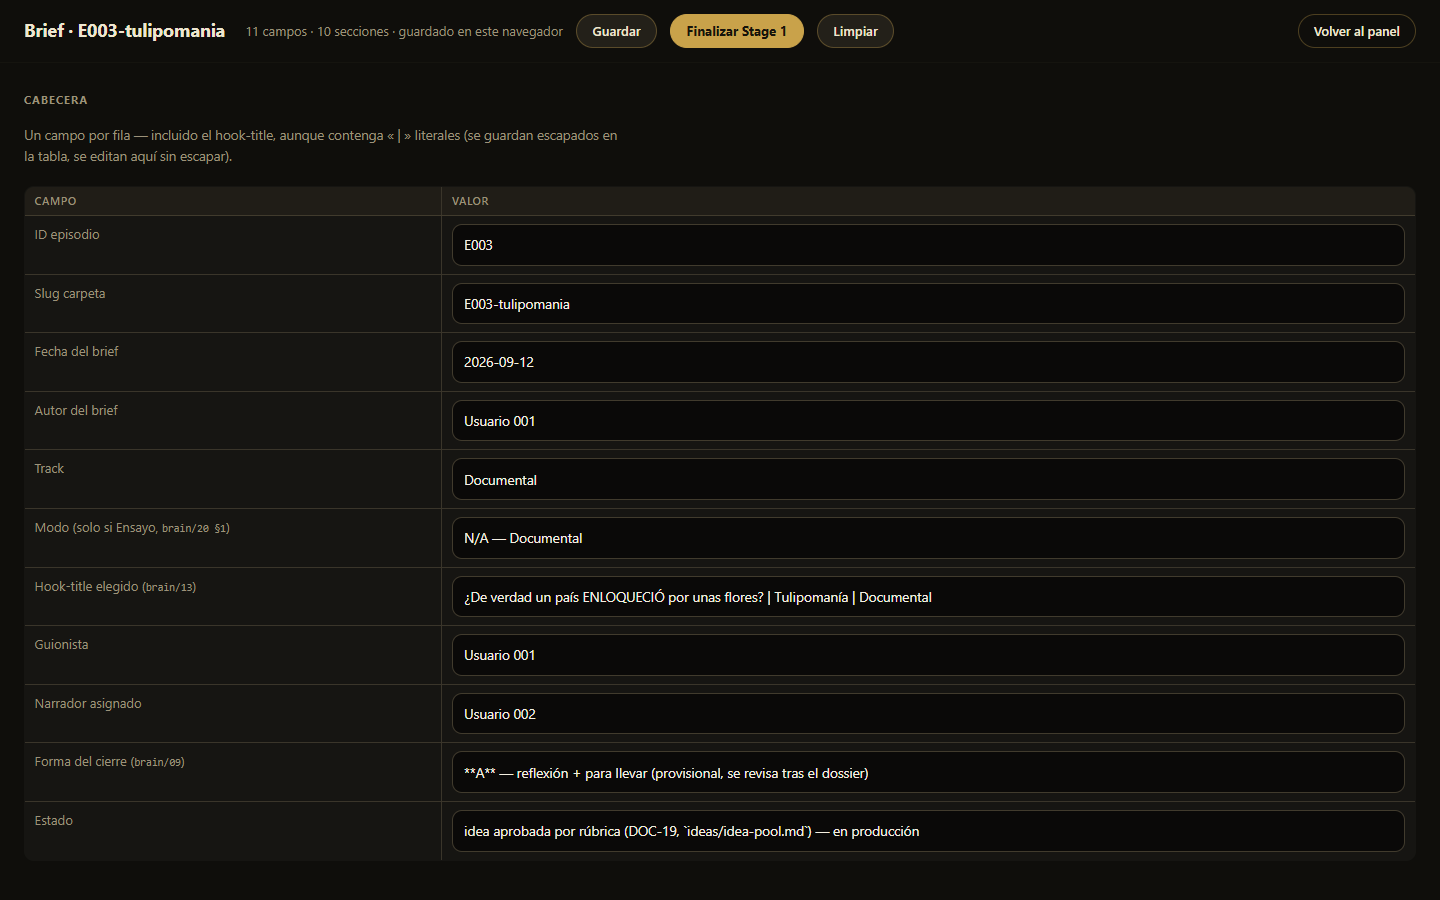 Brief · E003-tulipomania
11 campos · 10 secciones · guardado en este navegador
Guardar
Finalizar Stage 1
Limpiar
Volver al panel
CABECERA
Un campo por fila — incluido el hook-title, aunque contenga « | » literales (se guardan escapados en
la tabla, se editan aquí sin escapar).
CAMPO
VALOR
ID episodio
E003
Slug carpeta
E003-tulipomania
Fecha del brief
2026-09-12
Autor del brief
Usuario 001
Track
Documental
Modo (solo si Ensayo, brain/20 §1)
N/A — Documental
Hook-title elegido (brain/13)
¿De verdad un país ENLOQUECIÓ por unas flores? | Tulipomanía | Documental
Guionista
Usuario 001
Narrador asignado
Usuario 002
Forma del cierre (brain/09)
**A** — reflexión + para llevar (provisional, se revisa tras el dossier)
Estado
idea aprobada por rúbrica (DOC-19, `ideas/idea-pool.md`) — en producción